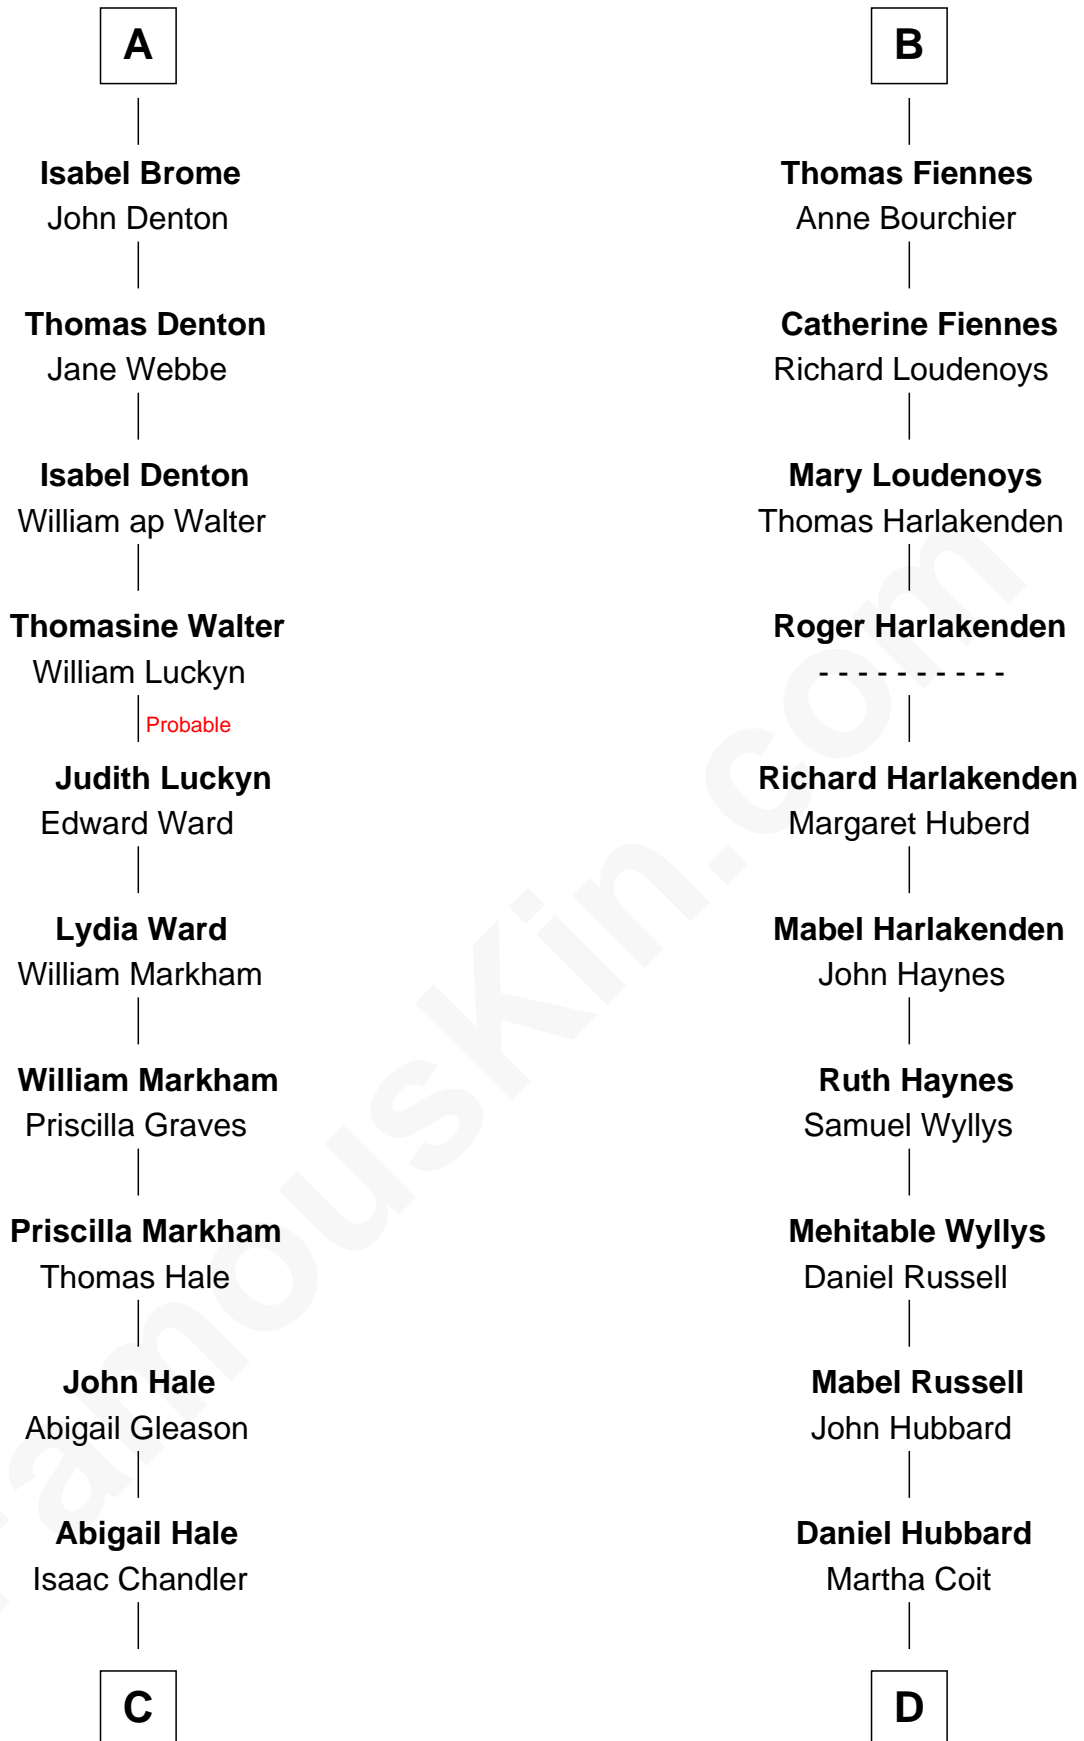 A
Isabel Brome
John Denton
Thomas Denton
Jane Webbe
Isabel Denton
William ap Walter
Thomasine Walter
William Luckyn
Probable
Judith Luckyn
Edward Ward
Lydia Ward
William Markham
William Markham
Priscilla Graves
Priscilla Markham
Thomas Hale
John Hale
Abigail Gleason
Abigail Hale
Isaac Chandler
C
B
Thomas Fiennes
Anne Bourchier
Catherine Fiennes
Richard Loudenoys
Mary Loudenoys
Thomas Harlakenden
Roger Harlakenden
- - - - - - - - - -
Richard Harlakenden
Margaret Huberd
Mabel Harlakenden
John Haynes
Ruth Haynes
Samuel Wyllys
Mehitable Wyllys
Daniel Russell
Mabel Russell
John Hubbard
Daniel Hubbard
Martha Coit
D
FamousKin.com